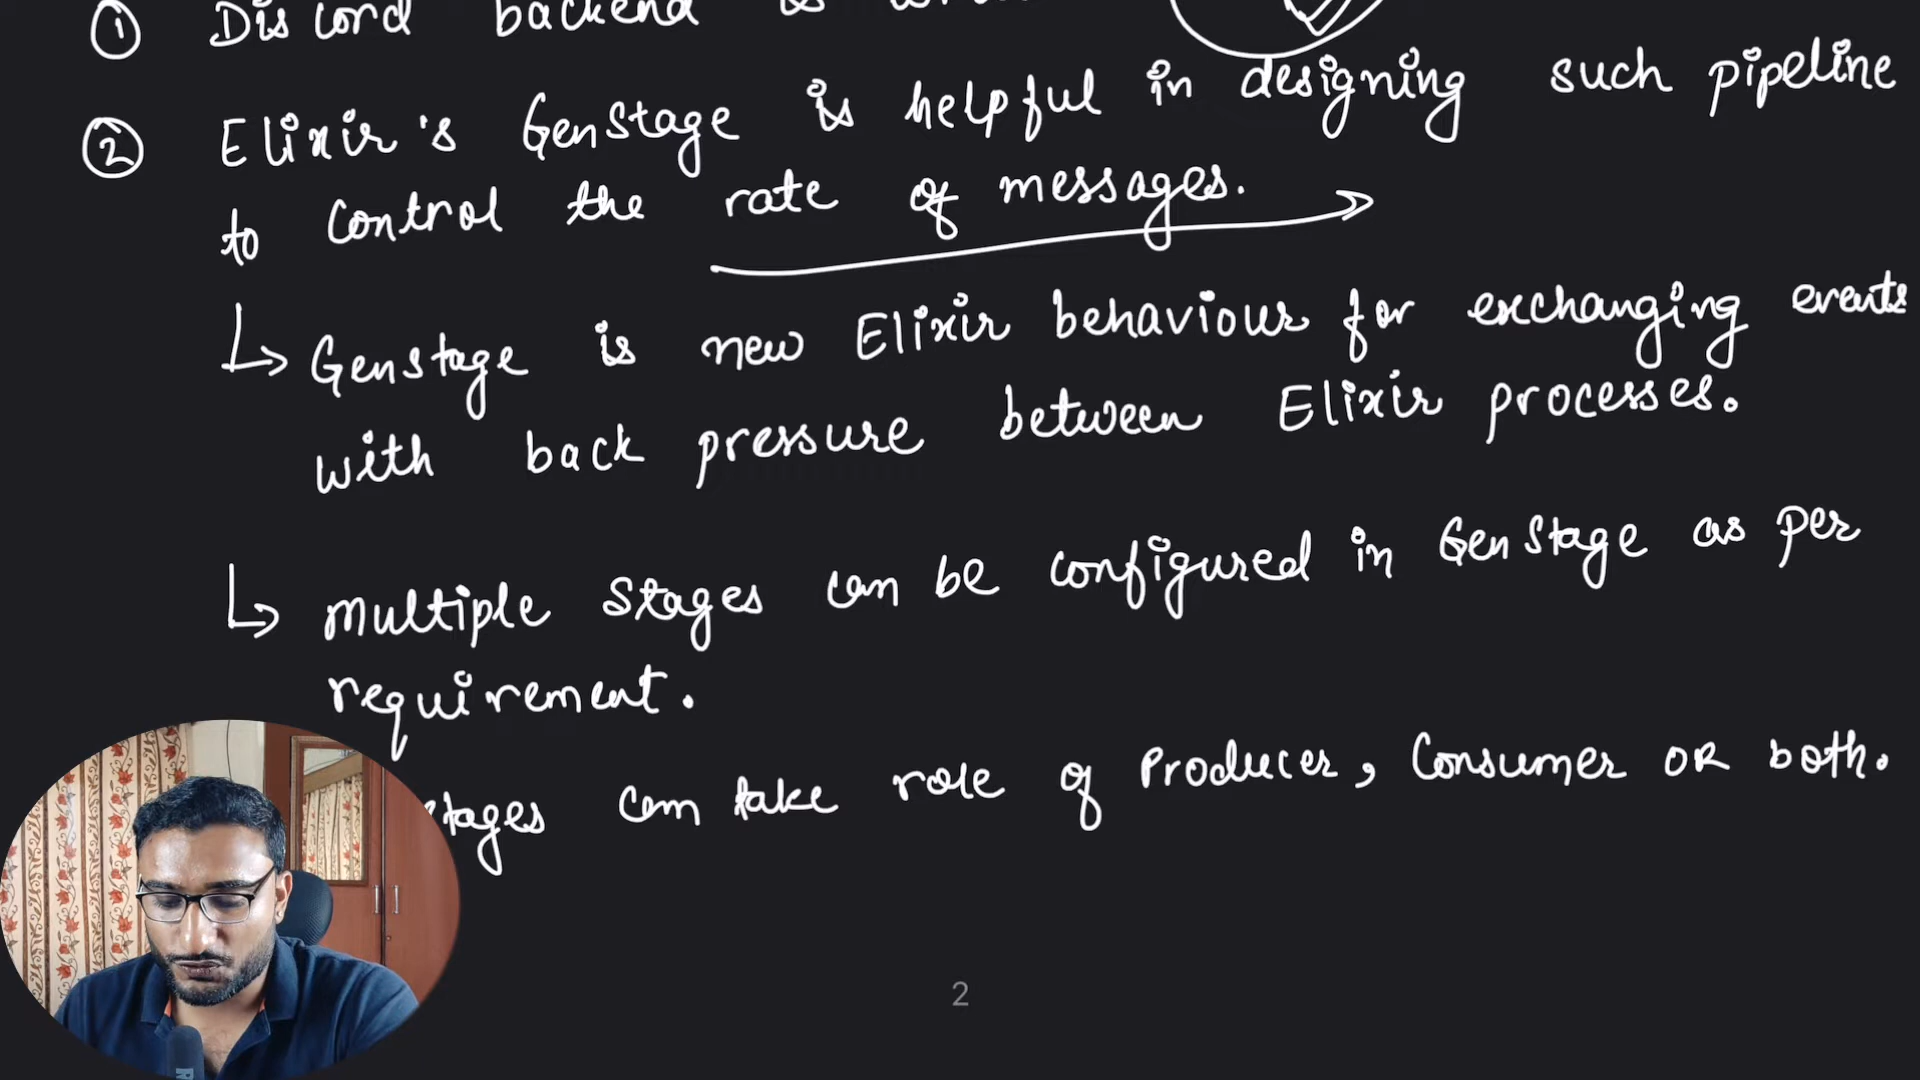 ① Discord backend is
② Elixir's GenStage is helpful in designing such pipeline
to control the rate of messages.
↳ Genstage is new Elixir behaviour for exchanging events
with back pressure between Elixir processes.
↳ Multiple stages can be configured in GenStage as per
requirement.
stages can take role of Producer, Consumer OR both.
2